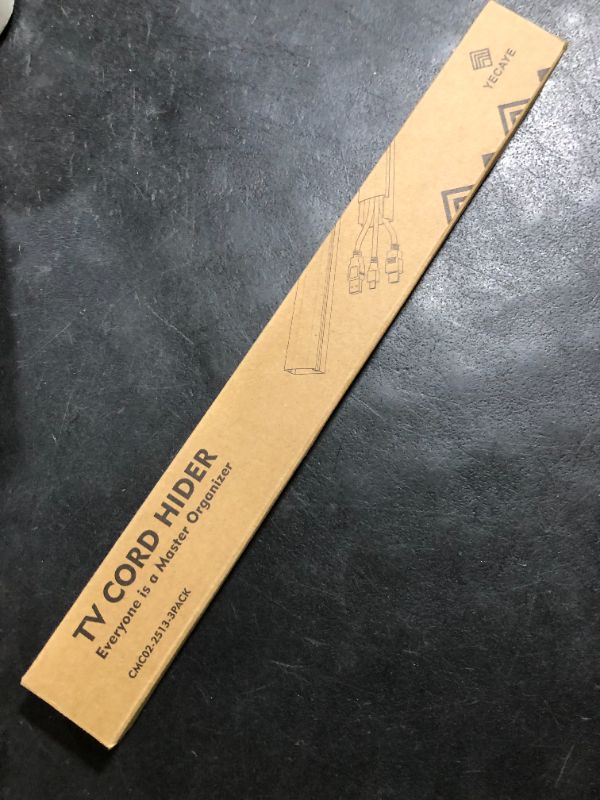 YECAYE
TV CORD HIDER
Everyone is a Master Organizer
CMC02-2513-3PACK